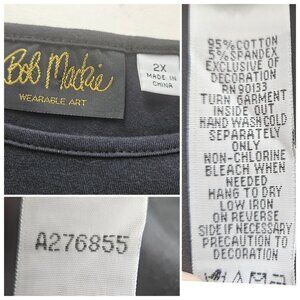 Bob Mackie
WEARABLE ART
2X
MADE IN
CHINA
A276855
95%COTTON
5%SPANDEX
EXCLUSIVE OF
DECORATION
RN 90133
TURN GARMENT
INSIDE OUT
HAND WASH COLD
SEPARATELY
ONLY
NON-CHLORINE
BLEACH WHEN
NEEDED
HANG TO DRY
LOW IRON
ON REVERSE
SIDE IF NECESSARY
PRECAUTION TO
DECORATION